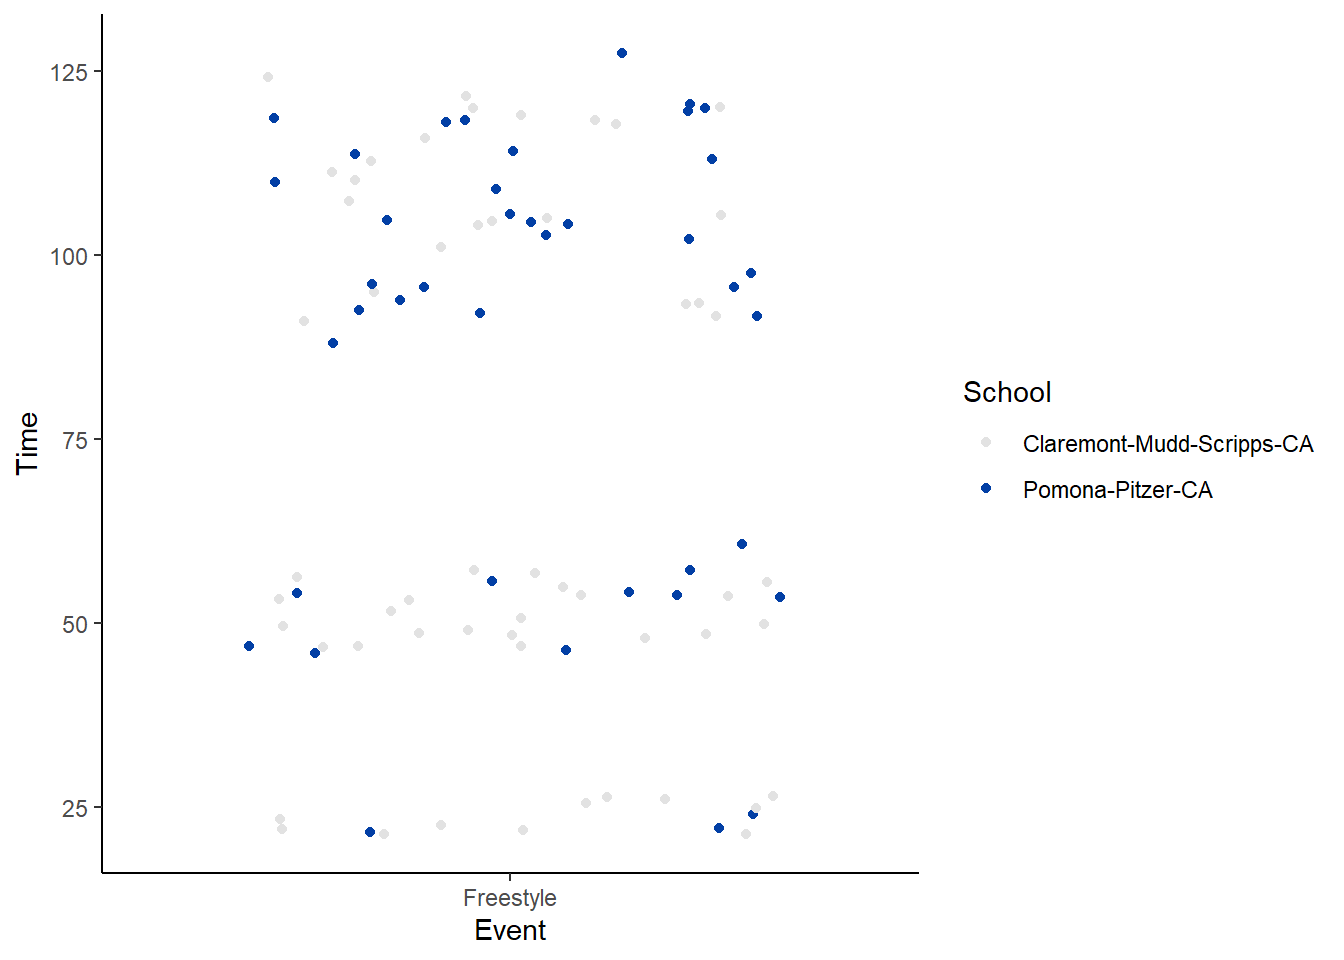 125
100
75
50
25
Time
Freestyle
Event
School
Claremont-Mudd-Scripps-CA
Pomona-Pitzer-CA